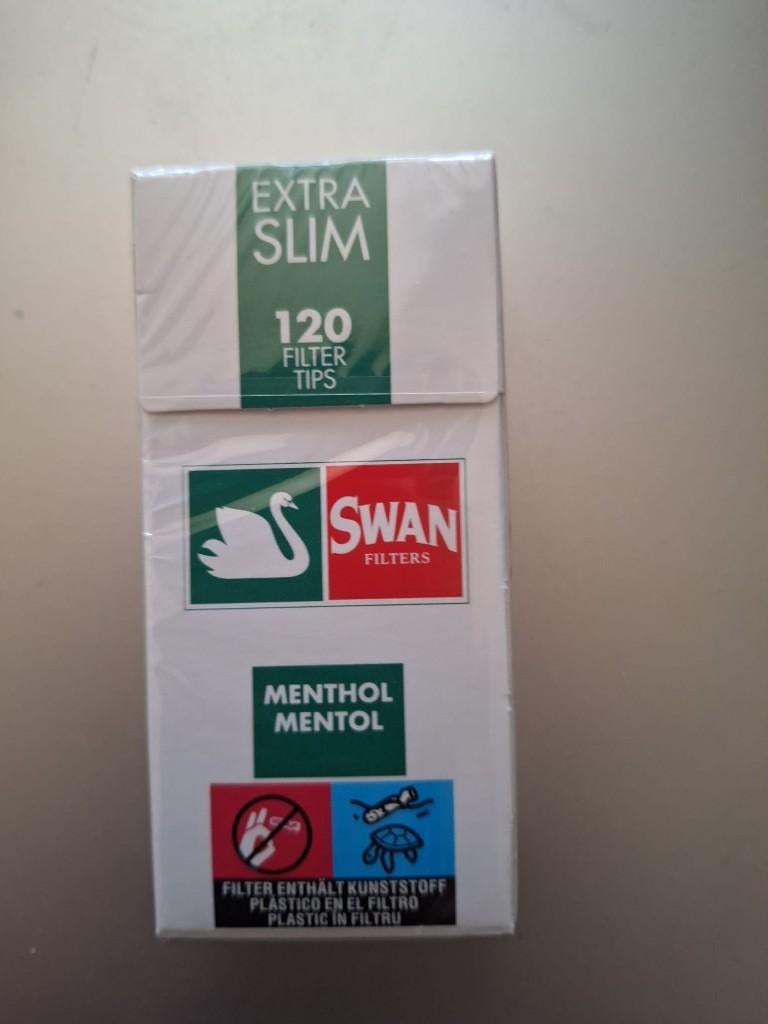 EXTRA
SLIM
120
FILTER
TIPS
SWAN
FILTERS
MENTHOL
MENTOL
FILTER ENTHÄLT KUNSTSTOFF
PLÁSTICO EN EL FILTRO
PLASTIC ÎN FILTRU